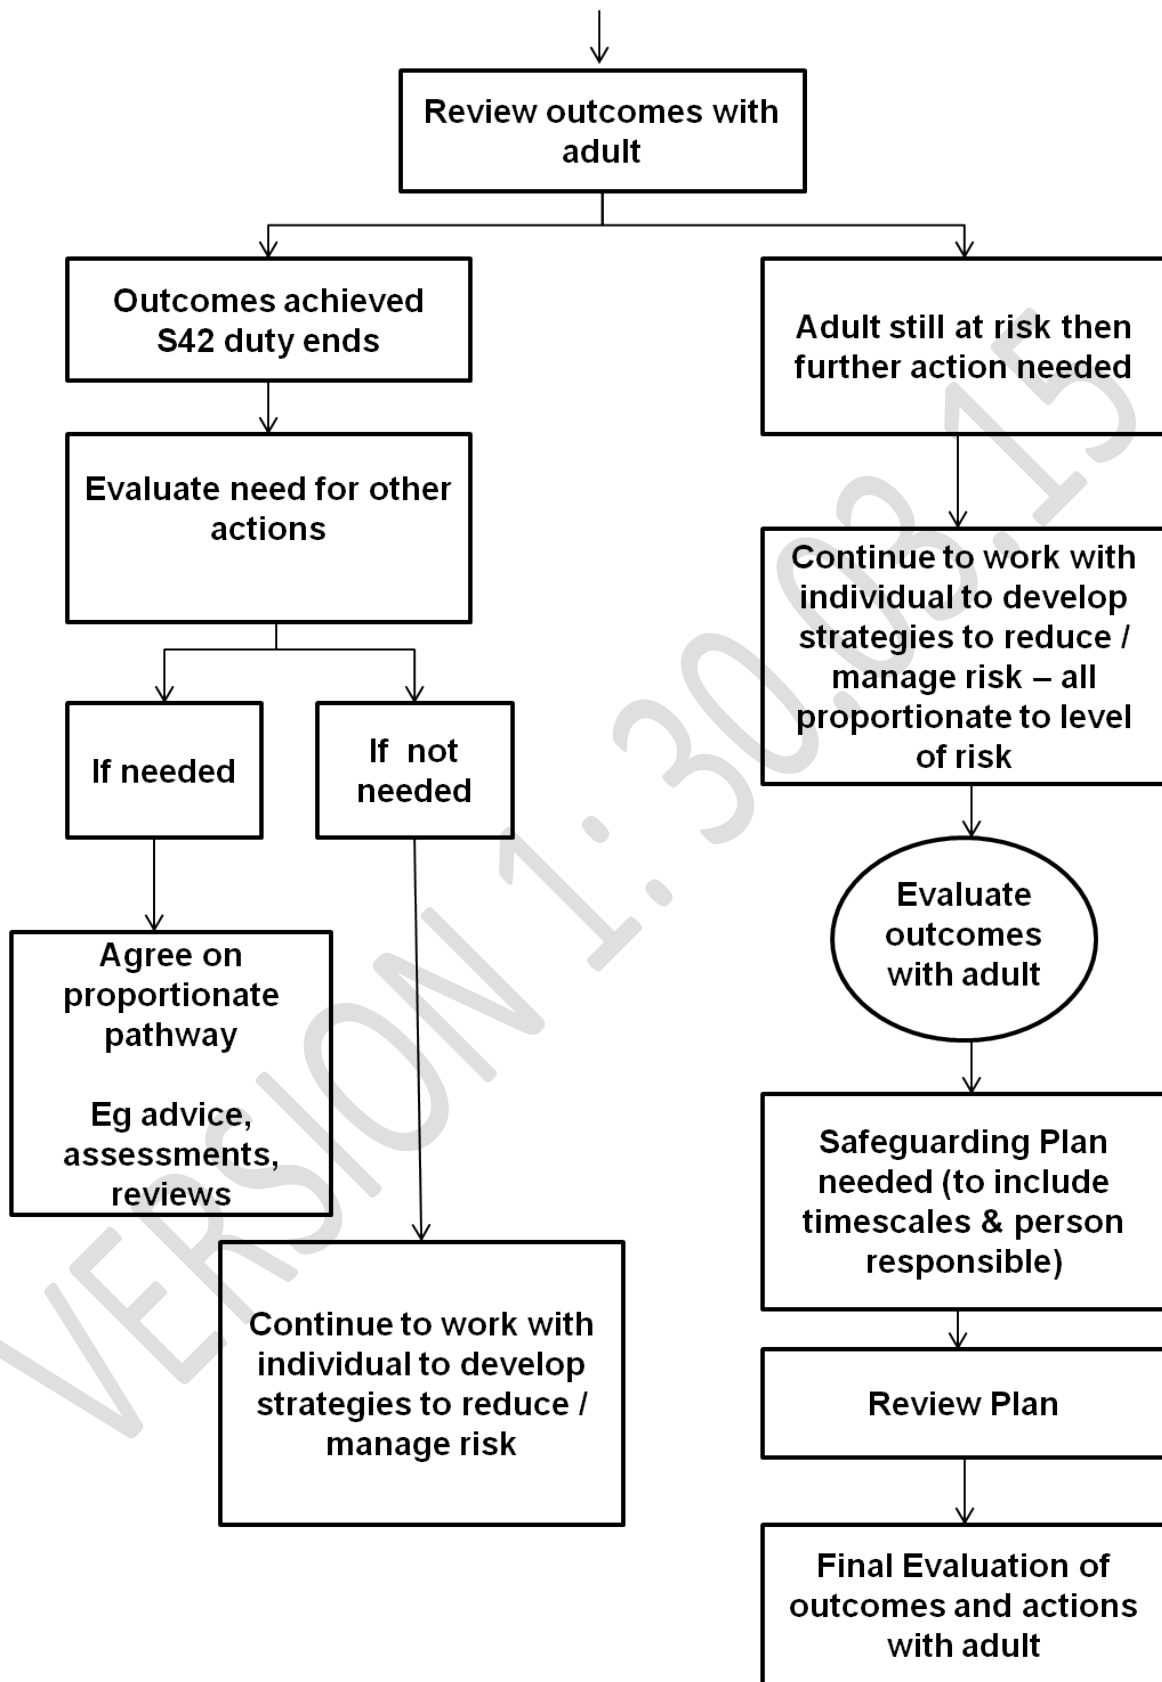 Review outcomes with
adult
Outcomes achieved
S42 duty ends
Adult still at risk then
further action needed
Evaluate need for other
actions
Continue to work with
individual to develop
strategies to reduce /
manage risk – all
proportionate to level
of risk
If needed
If not
needed
Evaluate
outcomes
with adult
Agree on
proportionate
pathway
Eg advice,
assessments,
reviews
Safeguarding Plan
needed (to include
timescales & person
responsible)
Continue to work with
individual to develop
strategies to reduce /
manage risk
Review Plan
Final Evaluation of
outcomes and actions
with adult
VERSION 1: 30.03.15